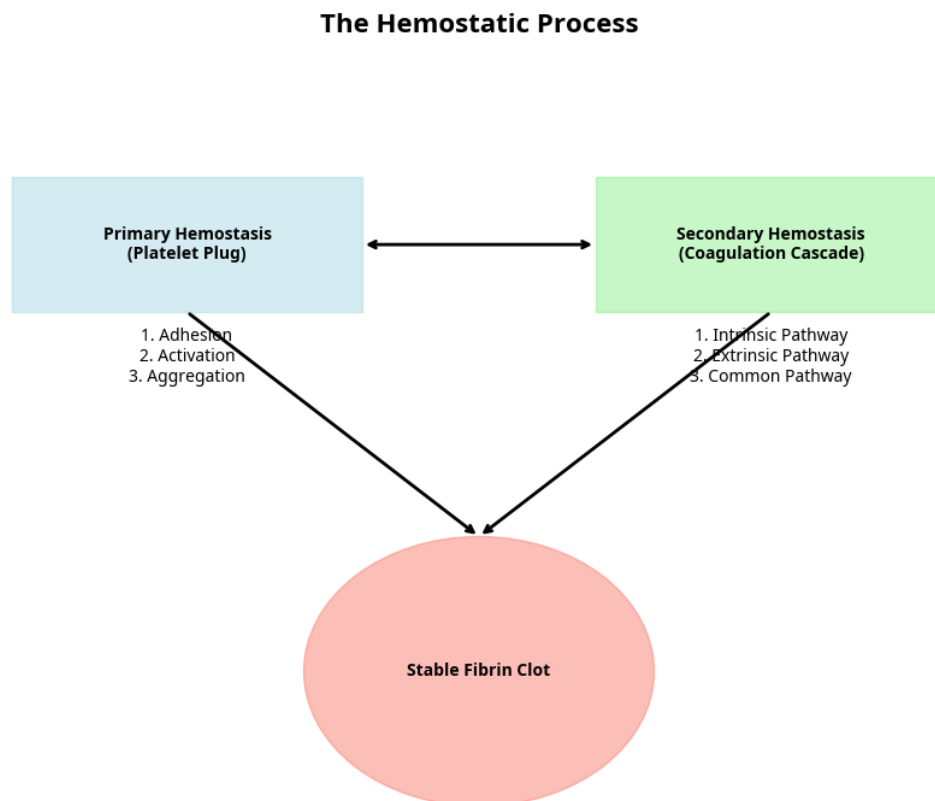 The Hemostatic Process
Primary Hemostasis
(Platelet Plug)
Secondary Hemostasis
(Coagulation Cascade)
1. Adhesion
2. Activation
3. Aggregation
1. Intrinsic Pathway
2. Extrinsic Pathway
3. Common Pathway
Stable Fibrin Clot